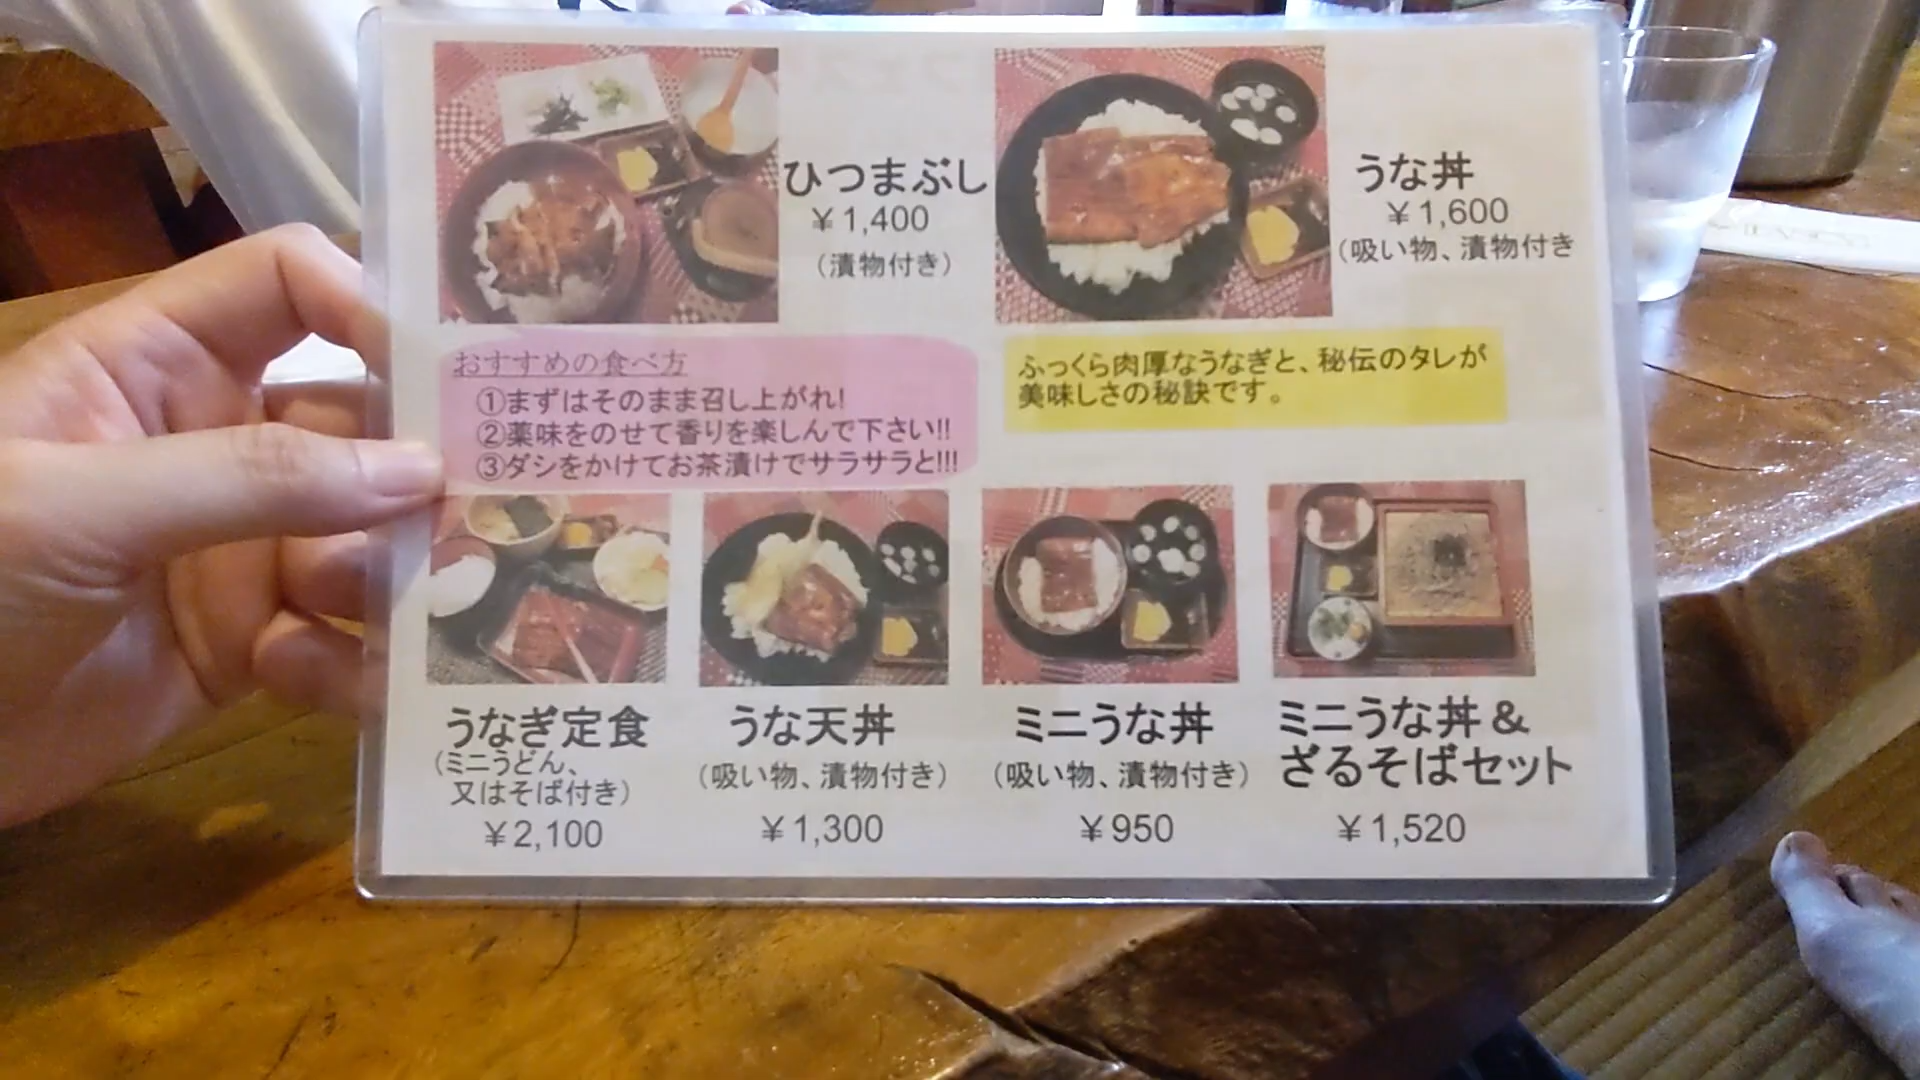 ひつまぶし
￥1,400
（漬物付き）
うな丼
￥1,600
（吸い物、漬物付き
おすすめの食べ方
①まずはそのまま召し上がれ!
②薬味をのせて香りを楽しんで下さい!!
③ダシをかけてお茶漬けでサラサラと!!!
ふっくら肉厚なうなぎと、秘伝のタレが
美味しさの秘訣です。
うなぎ定食
（ミニうどん、
又はそば付き）
￥2,100
うな天丼
（吸い物、漬物付き）
￥1,300
ミニうな丼
（吸い物、漬物付き）
￥950
ミニうな丼＆
ざるそばセット
￥1,520